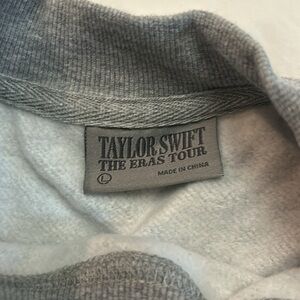 TAYLOR SWIFT
THE ERAS TOUR
L
MADE IN CHINA